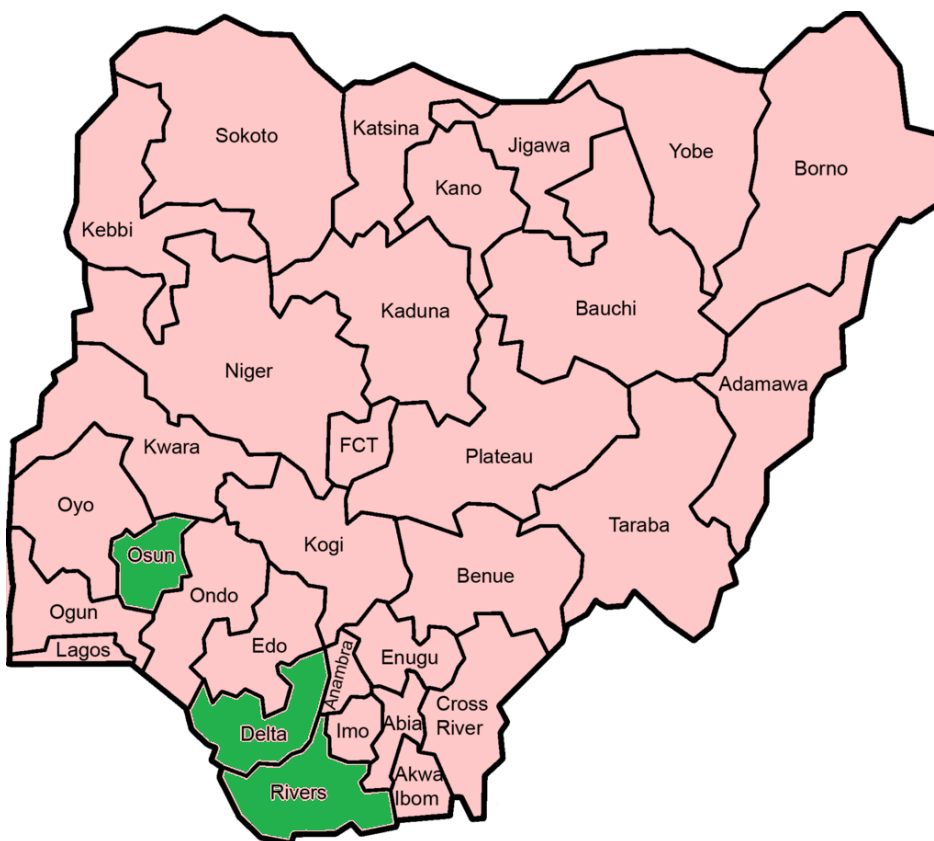 Sokoto
Katsina
Jigawa
Yobe
Borno
Kano
Kebbi
Kaduna
Bauchi
Niger
Adamawa
Kwara
FCT
Plateau
Oyo
Taraba
Osun
Kogi
Benue
Ogun
Ondo
Edo
Lagos
Anambra
Enugu
Cross
River
Delta
Imo
Abia
Rivers
Akwa
Ibom